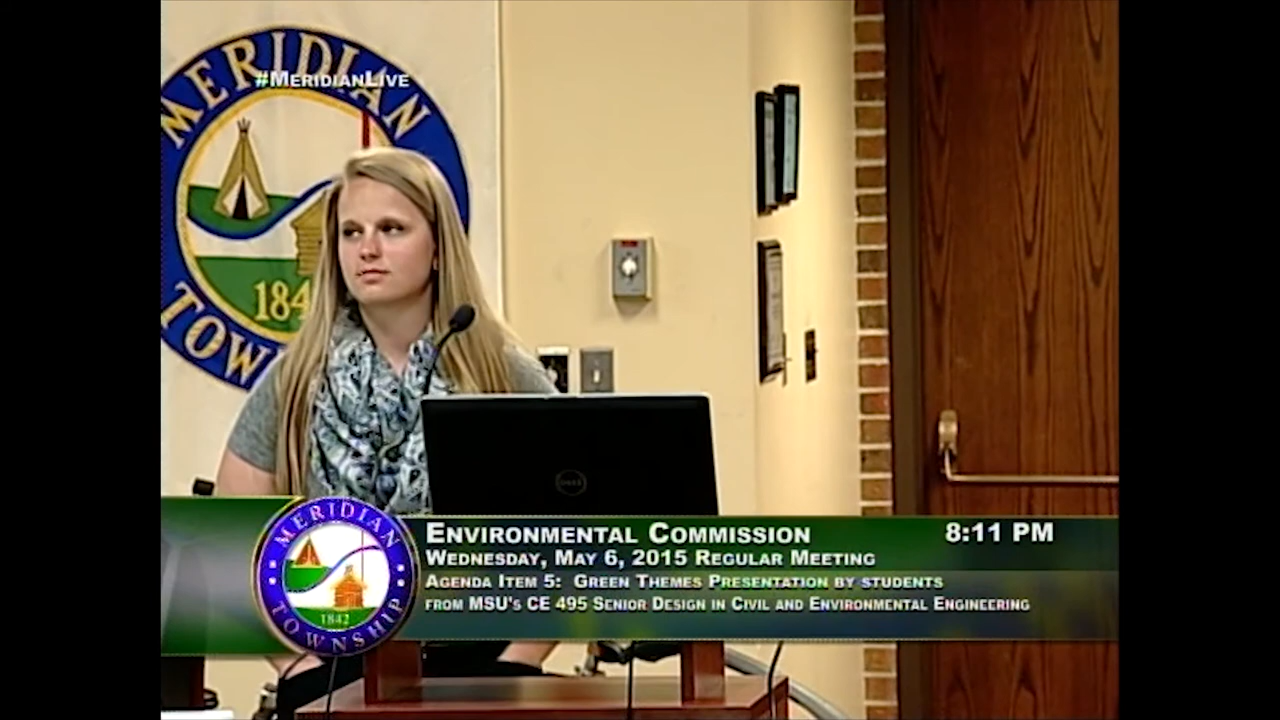 MERIDIAN
#MERIDIANLIVE
184
TOW
DELL
MERIDIAN
1842
TOWNSHIP
ENVIRONMENTAL COMMISSION
8:11 PM
WEDNESDAY, MAY 6, 2015 REGULAR MEETING
AGENDA ITEM 5: GREEN THEMES PRESENTATION BY STUDENTS
FROM MSU'S CE 495 SENIOR DESIGN IN CIVIL AND ENVIRONMENTAL ENGINEERING